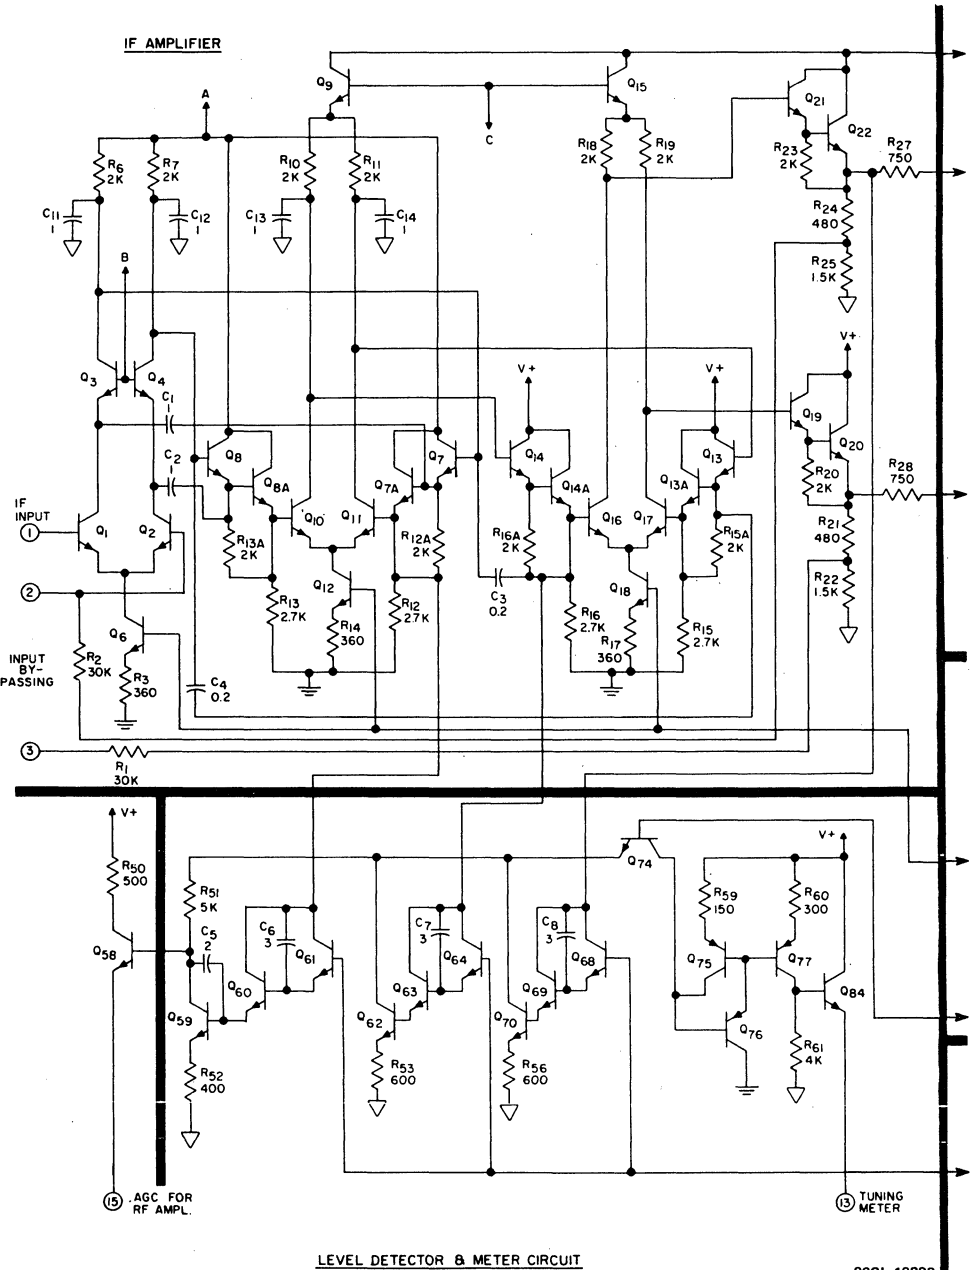 IF AMPLIFIER
A
B
C
R6
2K
R7
2K
C11
1
C12
1
Q9
R10
2K
R11
2K
C13
1
C14
1
Q15
R18
2K
R19
2K
Q21
Q22
R23
2K
R27
750
R24
480
R25
1.5K
V+
Q3
Q4
C1
1
C2
1
Q8
Q8A
Q7
Q7A
V+
Q14
Q14A
V+
Q13
Q13A
Q19
Q20
R20
2K
R28
750
R21
480
R22
1.5K
IF
INPUT
1
Q1
Q2
Q10
Q11
R13A
2K
R12A
2K
R16A
2K
Q16
Q17
R15A
2K
2
Q12
R13
2.7K
R14
360
R12
2.7K
C3
0.2
Q18
R16
2.7K
R17
360
R15
2.7K
Q6
R2
30K
R3
360
INPUT
BY-
PASSING
C4
0.2
3
R1
30K
V+
R50
500
R51
5K
Q58
C5
2
C6
3
Q61
Q60
Q59
R52
400
C7
3
Q64
Q63
Q62
R53
600
C8
3
Q68
Q69
Q70
R56
600
Q74
V+
R59
150
R60
300
Q75
Q77
Q84
Q76
R61
4K
15
AGC FOR
RF AMPL.
13
TUNING
METER
LEVEL DETECTOR & METER CIRCUIT